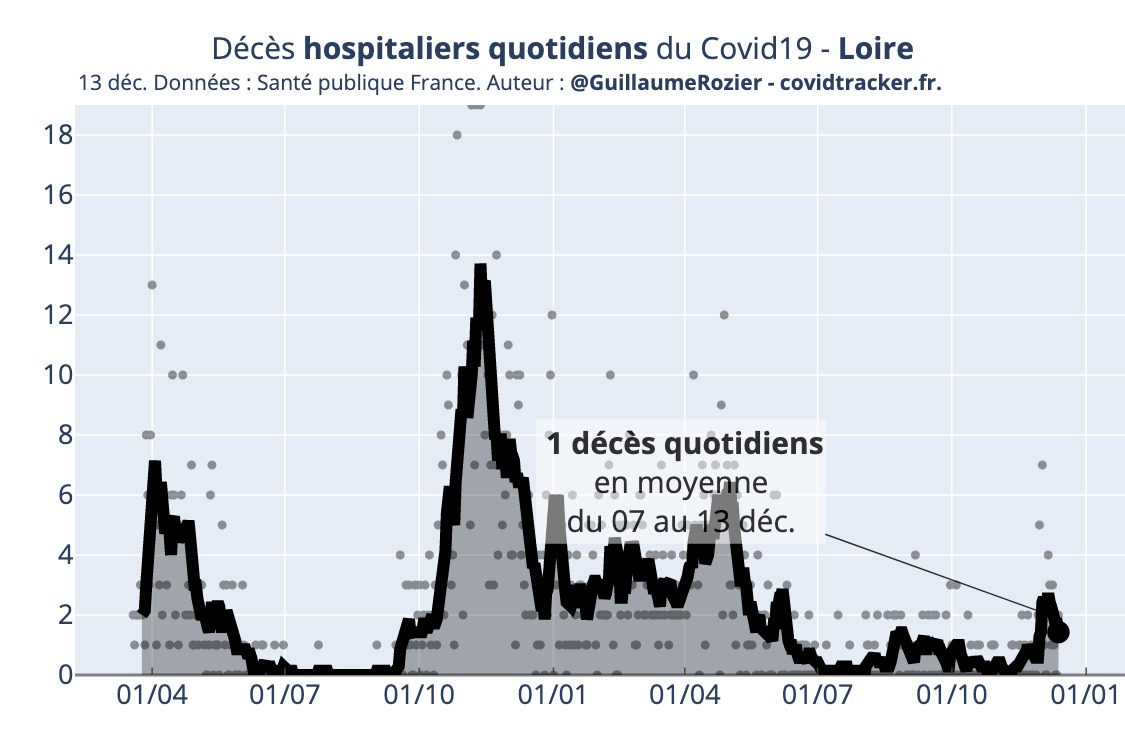 Décès hospitaliers quotidiens du Covid19 - Loire
13 déc. Données : Santé publique France. Auteur : @GuillaumeRozier - covidtracker.fr.
18
16
14
12
10
8
6
4
2
0
1 décès quotidiens
en moyenne
du 07 au 13 déc.
01/04 01/07 01/10 01/01 01/04 01/07 01/10 01/01